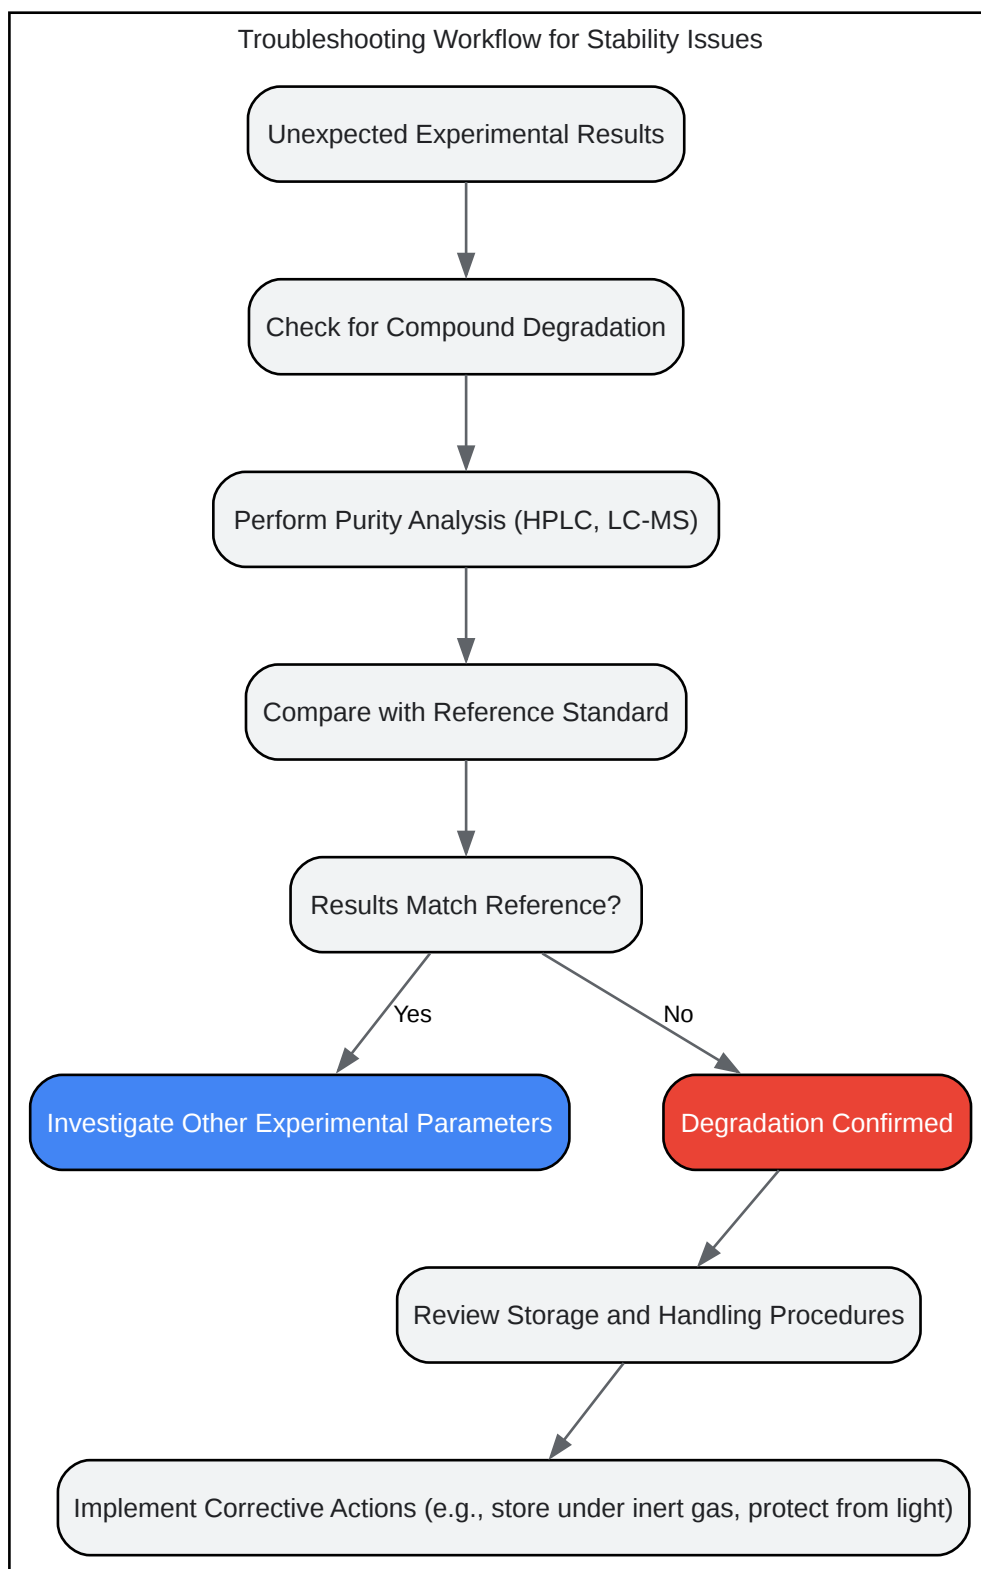 Troubleshooting Workflow for Stability Issues
Unexpected Experimental Results
Check for Compound Degradation
Perform Purity Analysis (HPLC, LC-MS)
Compare with Reference Standard
Results Match Reference?
Yes
No
Investigate Other Experimental Parameters
Degradation Confirmed
Review Storage and Handling Procedures
Implement Corrective Actions (e.g., store under inert gas, protect from light)